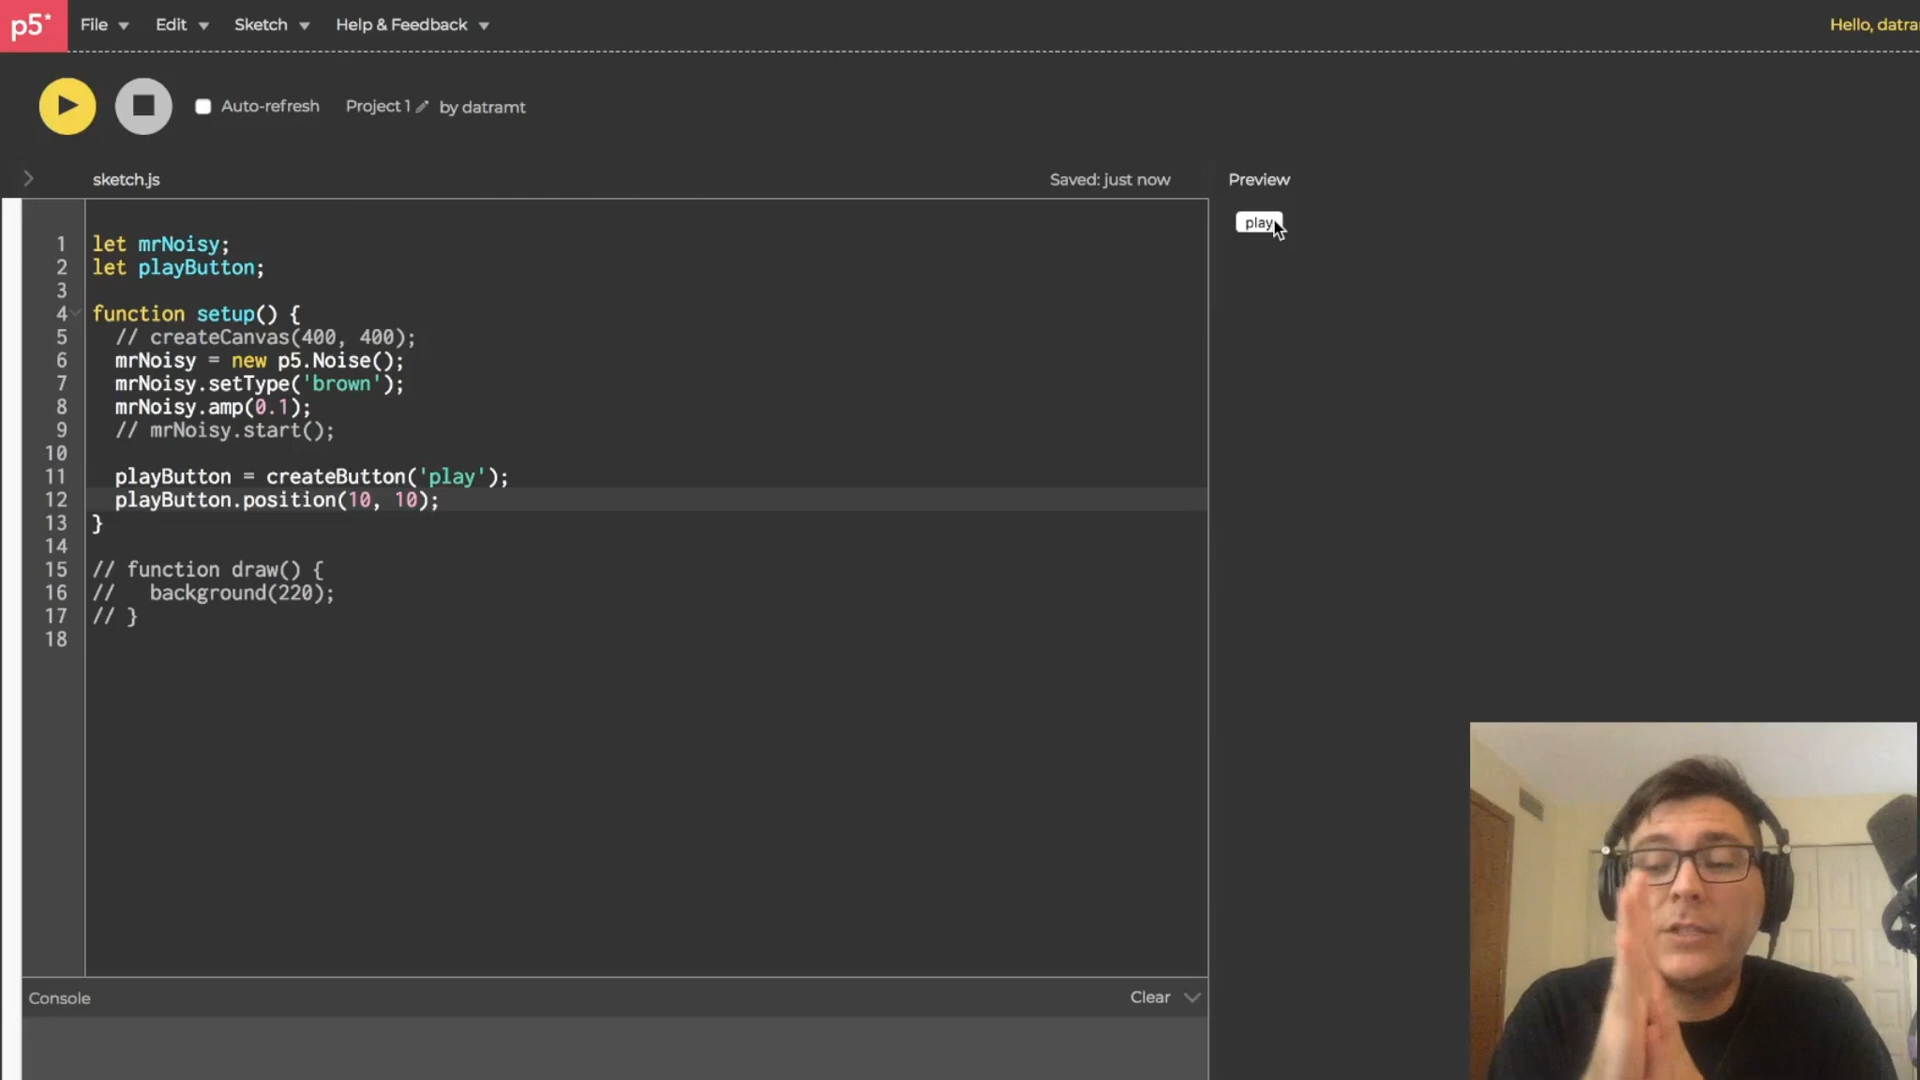 p5*
File
Edit
Sketch
Help & Feedback
Hello, datra
Auto-refresh
Project 1
by datramt
sketch.js
Saved: just now
Preview
play
1 let mrNoisy;
2 let playButton;
3
4 function setup() {
5   // createCanvas(400, 400);
6   mrNoisy = new p5.Noise();
7   mrNoisy.setType('brown');
8   mrNoisy.amp(0.1);
9   // mrNoisy.start();
10
11   playButton = createButton('play');
12   playButton.position(10, 10);
13 }
14
15 // function draw() {
16 //   background(220);
17 // }
18
Console
Clear